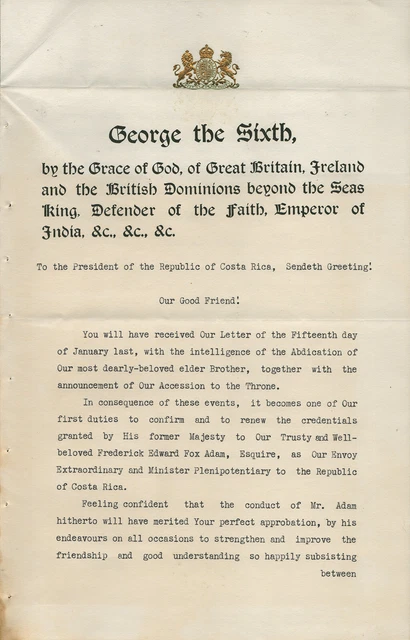 George the Sixth,
by the Grace of God, of Great Britain, Ireland
and the British Dominions beyond the Seas
King, Defender of the Faith, Emperor of
India, &c., &c., &c.
To the President of the Republic of Costa Rica, Sendeth Greeting!
Our Good Friend!
You will have received Our Letter of the Fifteenth day
of January last, with the intelligence of the Abdication of
Our most dearly-beloved elder Brother, together with the
announcement of Our Accession to the Throne.
In consequence of these events, it becomes one of Our
first duties to confirm and to renew the credentials
granted by His former Majesty to Our Trusty and Well-
beloved Frederick Edward Fox Adam, Esquire, as Our Envoy
Extraordinary and Minister Plenipotentiary to the Republic
of Costa Rica.
Feeling confident that the conduct of Mr. Adam
hitherto will have merited Your perfect approbation, by his
endeavours on all occasions to strengthen and improve the
friendship and good understanding so happily subsisting
between